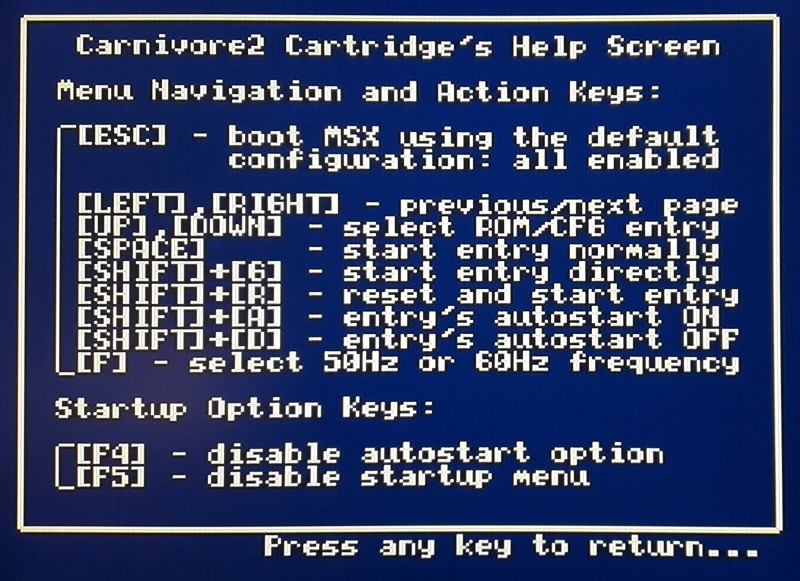 Carnivore2 Cartridge's Help Screen
Menu Navigation and Action Keys:
[ESC] - boot MSX using the default
configuration: all enabled
[LEFT],[RIGHT] - previous/next page
[UP],[DOWN] - select ROM/CFG entry
[SPACE] - start entry normally
[SHIFT]+[G] - start entry directly
[SHIFT]+[R] - reset and start entry
[SHIFT]+[A] - entry's autostart ON
[SHIFT]+[D] - entry's autostart OFF
[F] - select 50Hz or 60Hz frequency
Startup Option Keys:
[F4] - disable autostart option
[F5] - disable startup menu
Press any key to return...